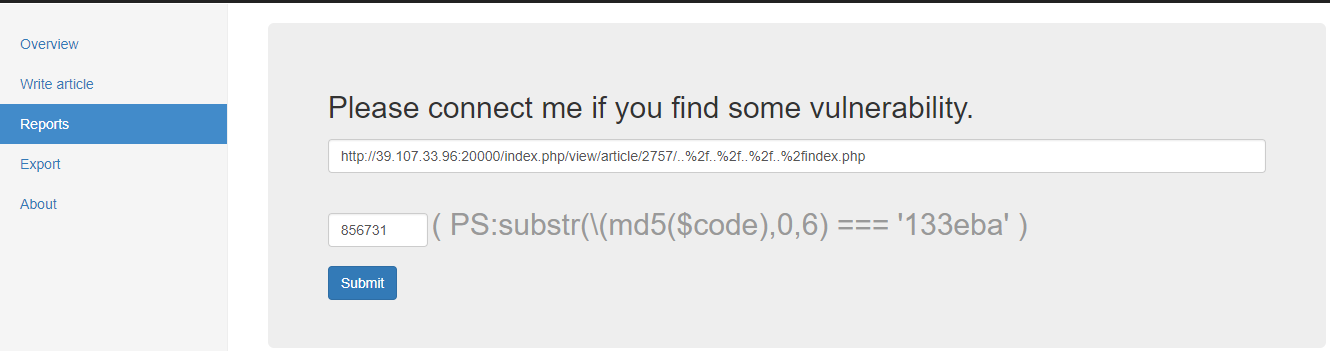 Overview
Write article
Reports
Export
About
Please connect me if you find some vulnerability.
http://39.107.33.96:20000/index.php/view/article/2757/..%2f..%2f..%2f..%2findex.php
856731 ( PS:substr(\(md5($code),0,6) === '133eba' )
Submit